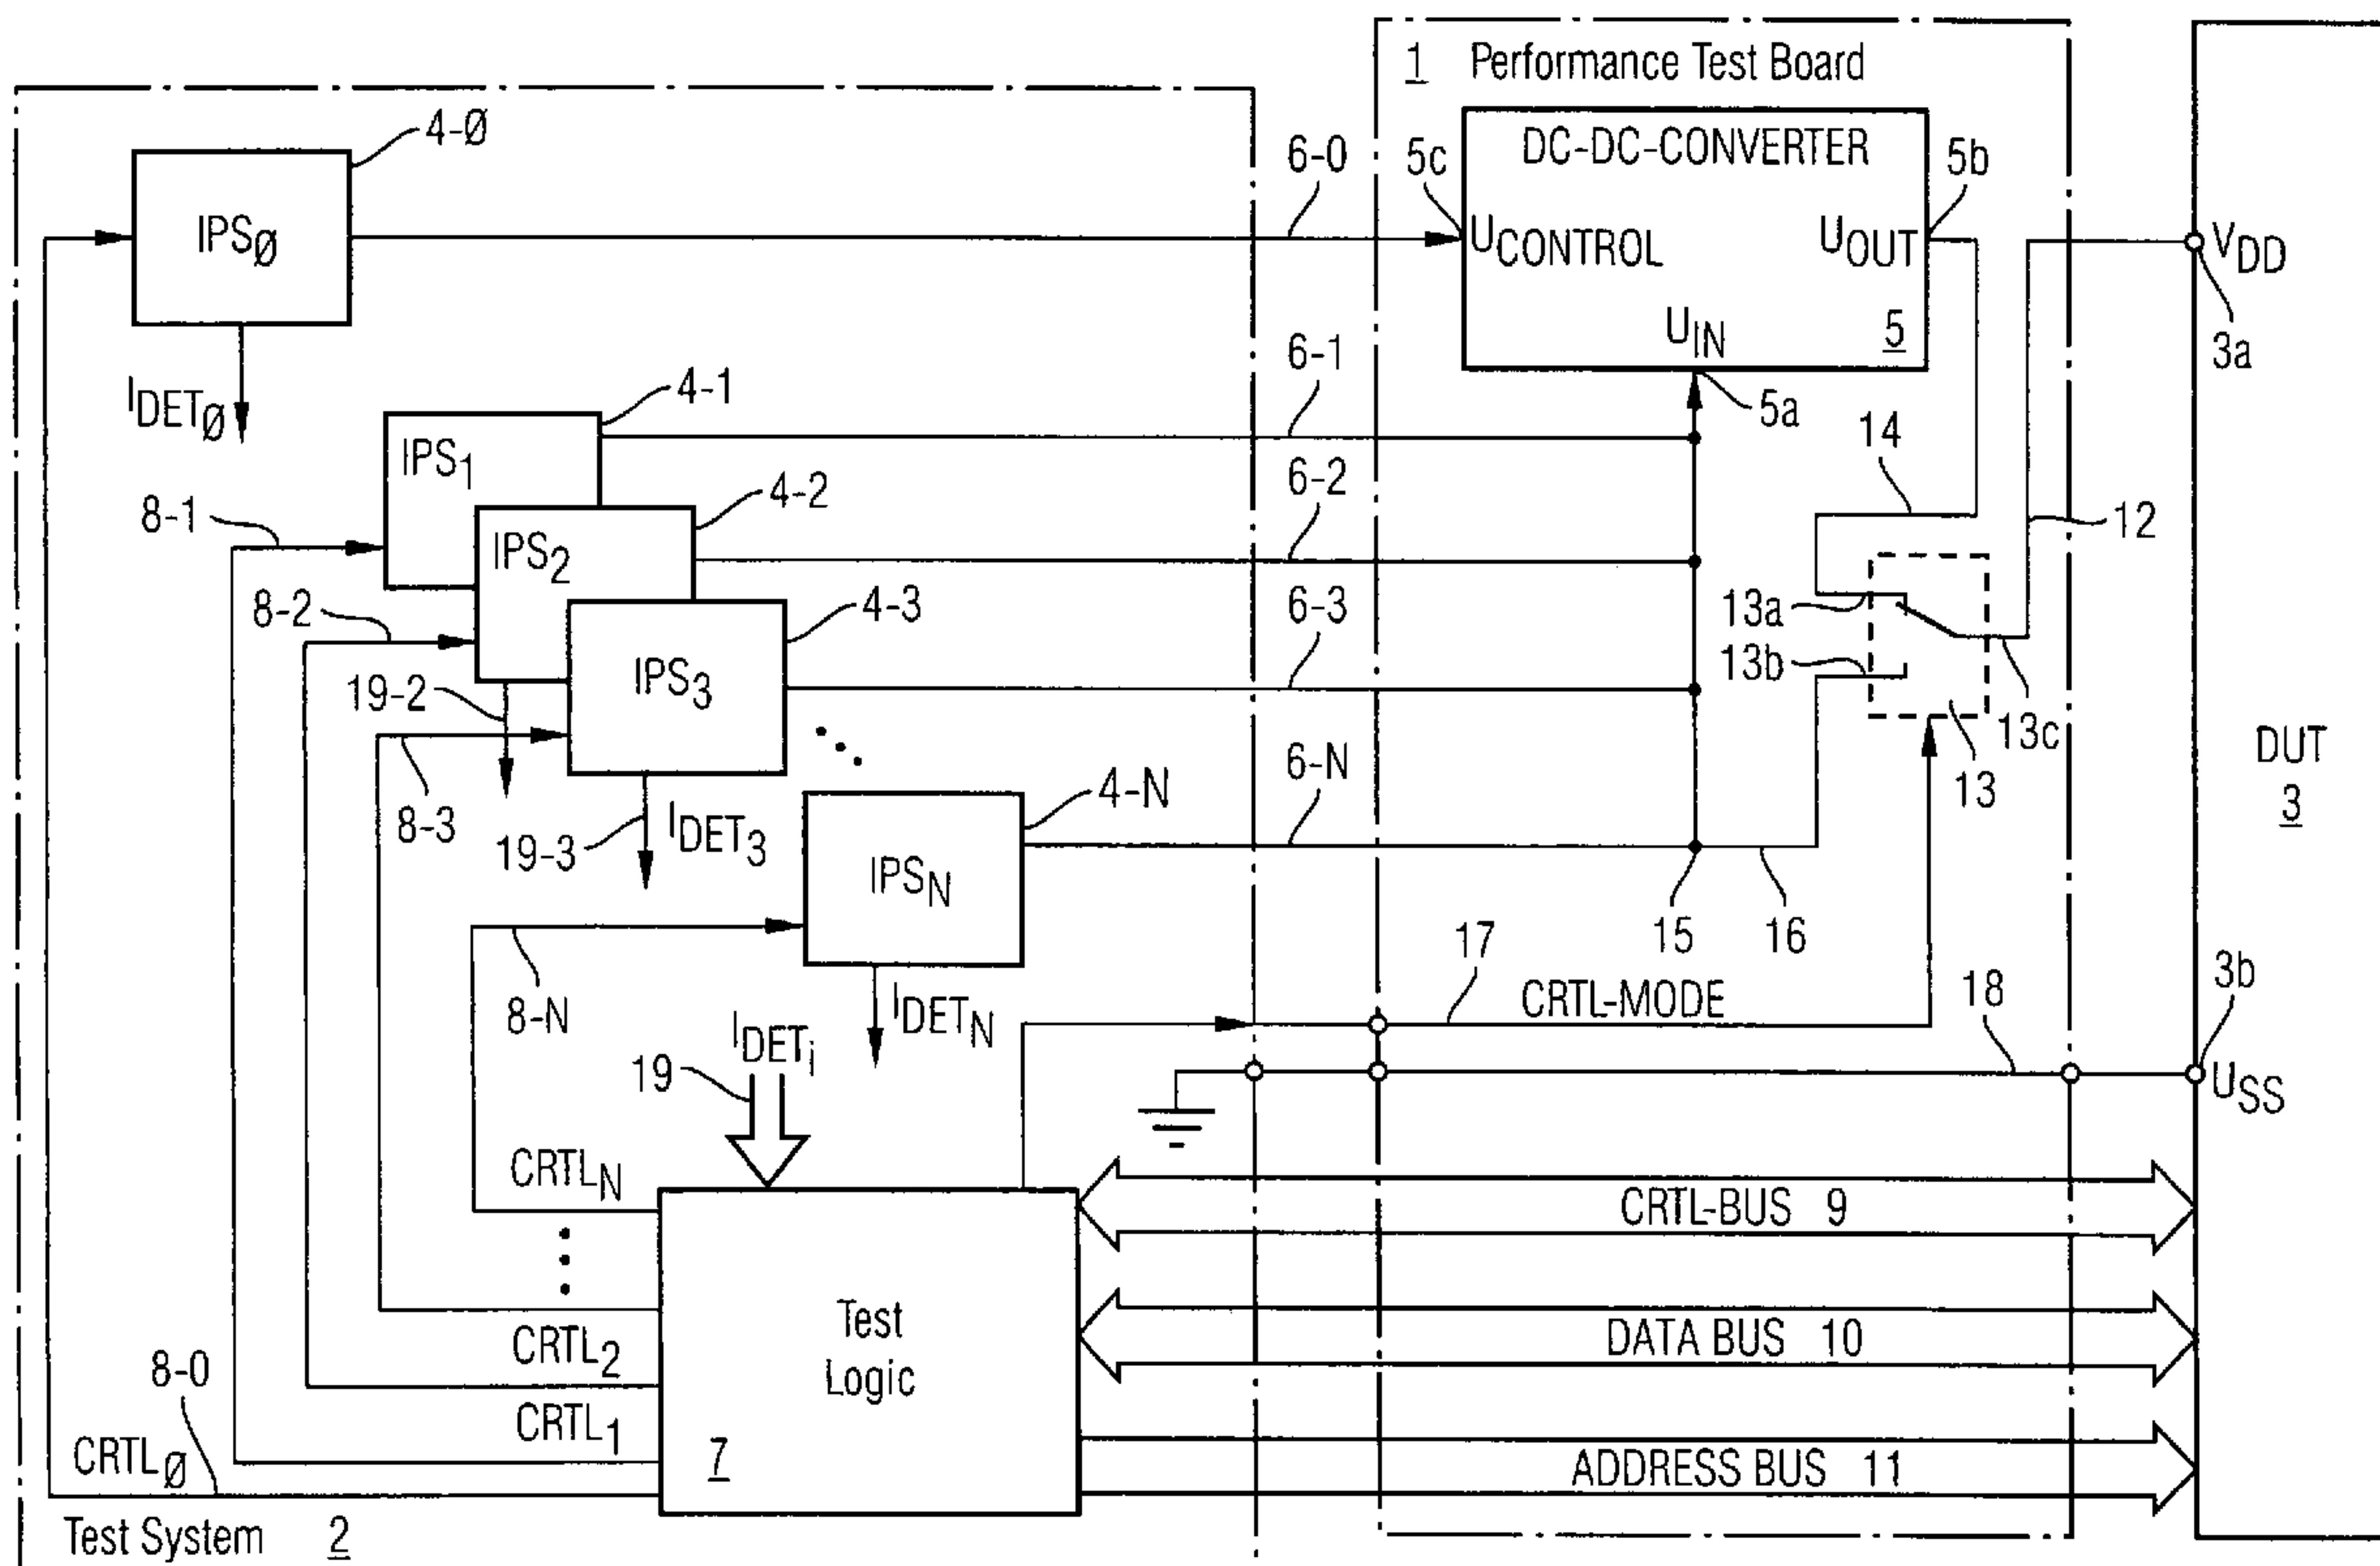 1 Performance Test Board
4-Ø
6-0
5c
DC-DC-CONVERTER
5b
IPSØ
UCONTROL
UOUT
VDD
UIN
5
3a
6-1
IDETØ
4-1
5a
14
IPS1
6-2
4-2
8-1
12
IPS2
6-3
4-3
8-2
13a
13b
IPS3
19-2
13c
DUT
3
6-N
13
4-N
8-3
19-3
IDET3
IPSN
15
16
17
8-N
IDETN
CRTL-MODE
18
3b
IDETi
19
USS
CRTLN
CRTL-BUS 9
Test
Logic
7
CRTL2
DATA BUS 10
8-0
CRTL1
CRTLØ
ADDRESS BUS 11
Test System 2